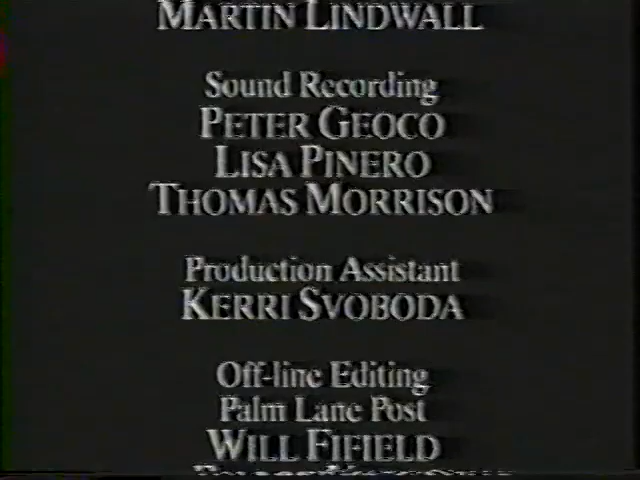 MARTIN LINDWALL
Sound Recording
PETER GEOCO
LISA PINERO
THOMAS MORRISON
Production Assistant
KERRI SVOBODA
Off-line Editing
Palm Lane Post
WILL FIFIELD